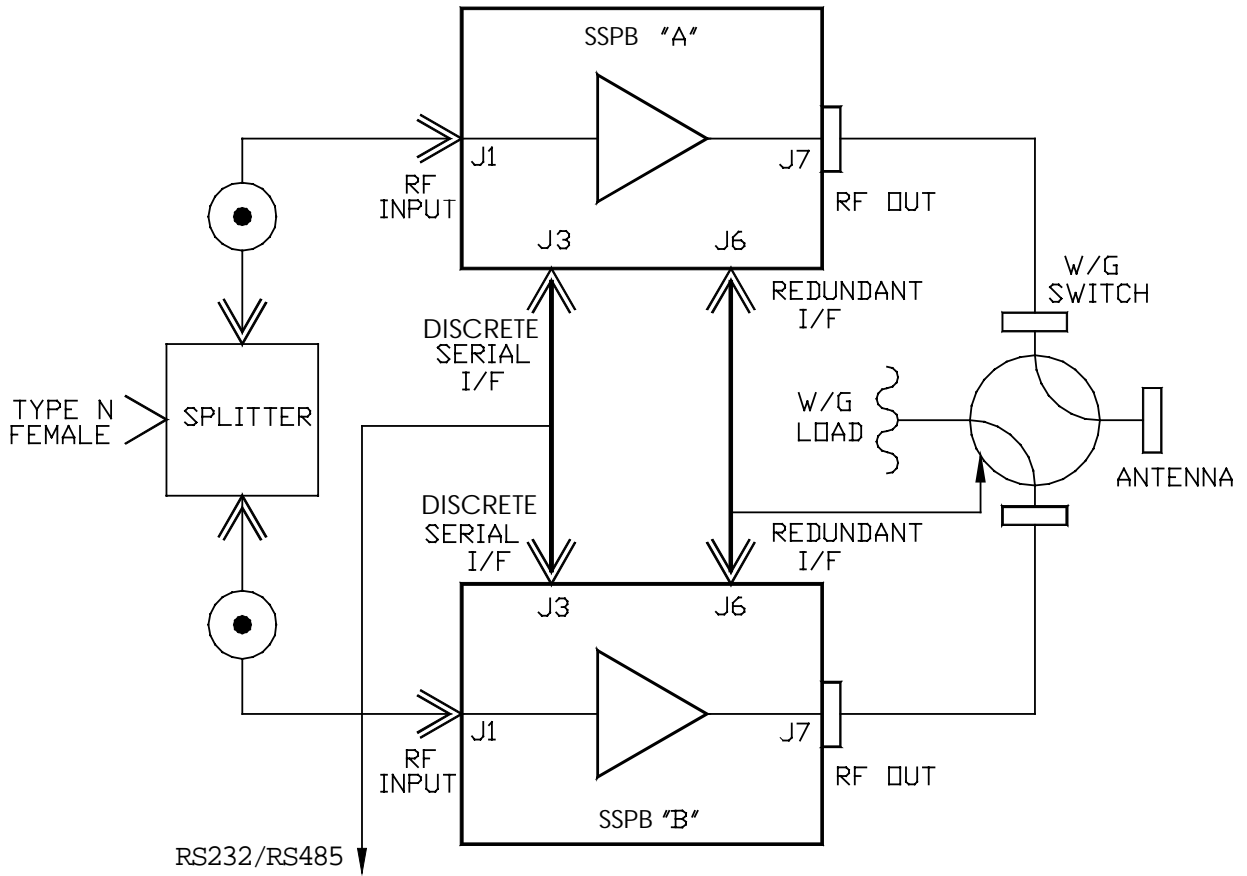 SSPB "A"
J1
J7
RF
INPUT
RF OUT
J3
J6
W/G
SWITCH
REDUNDANT
I/F
DISCRETE
SERIAL
I/F
TYPE N
FEMALE
SPLITTER
W/G
LOAD
ANTENNA
DISCRETE
SERIAL
I/F
REDUNDANT
I/F
J3
J6
J1
J7
RF
INPUT
RF OUT
SSPB "B"
RS232/RS485